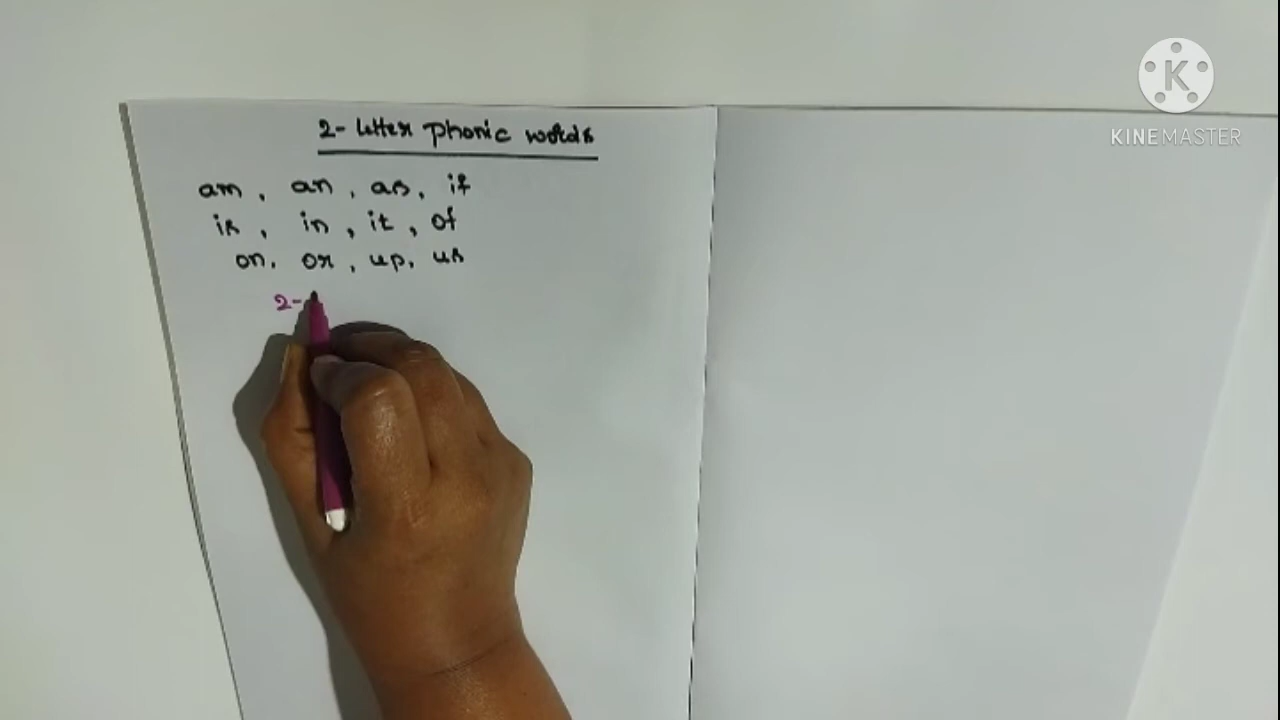 2- letter phonic words
am, an, as, if
is, in, it, of
on, or, up, us
2-
K
KINEMASTER